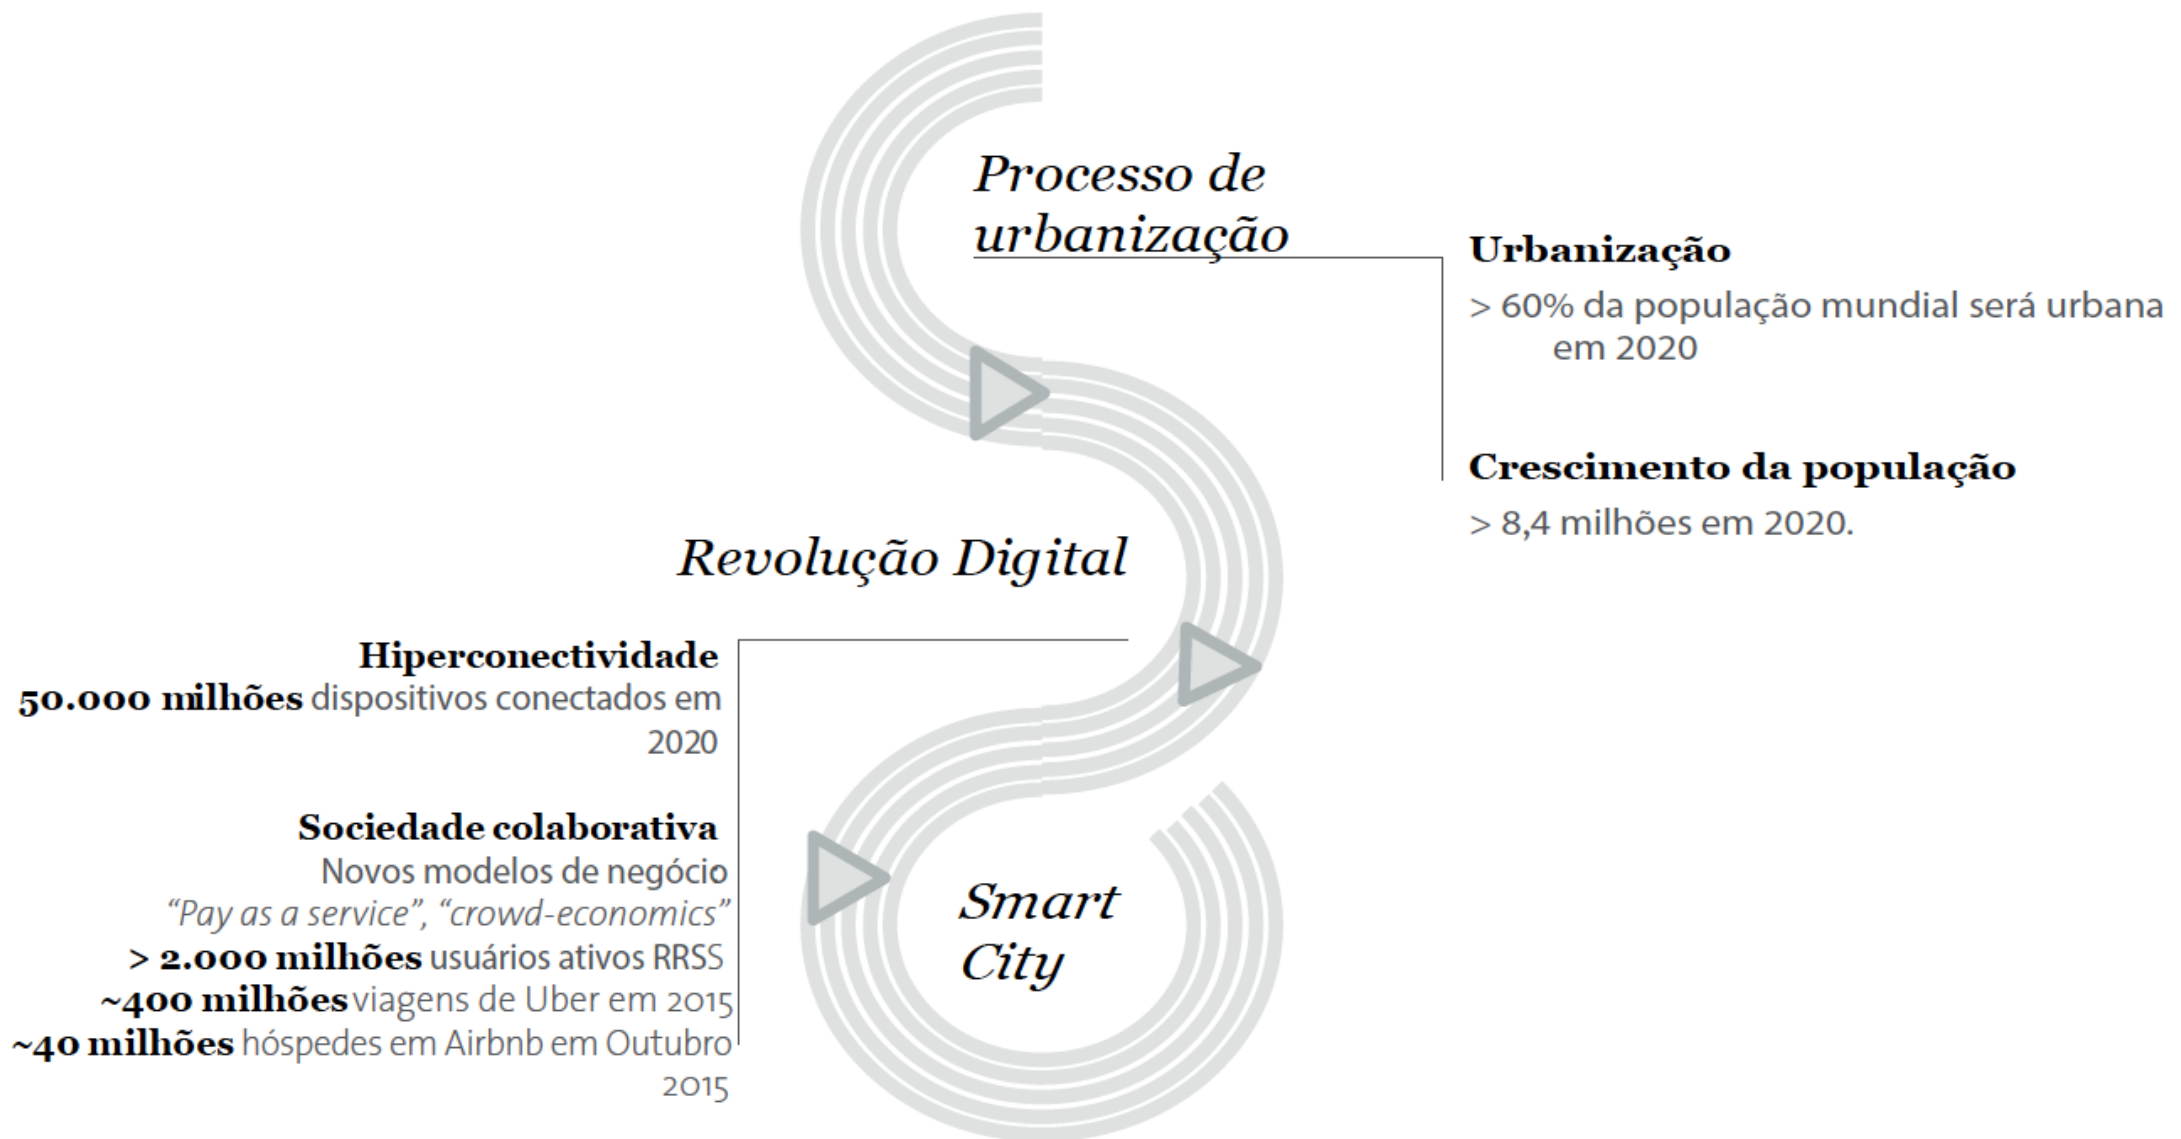 Processo de
urbanização
Urbanização
> 60% da população mundial será urbana
em 2020
Crescimento da população
> 8,4 milhões em 2020.
Revolução Digital
Hiperconectividade
50.000 milhões dispositivos conectados em
2020
Sociedade colaborativa
Novos modelos de negócio
“Pay as a service”, “crowd-economics”
> 2.000 milhões usuários ativos RRSS
~400 milhões viagens de Uber em 2015
~40 milhões hóspedes em Airbnb em Outubro
2015
Smart
City